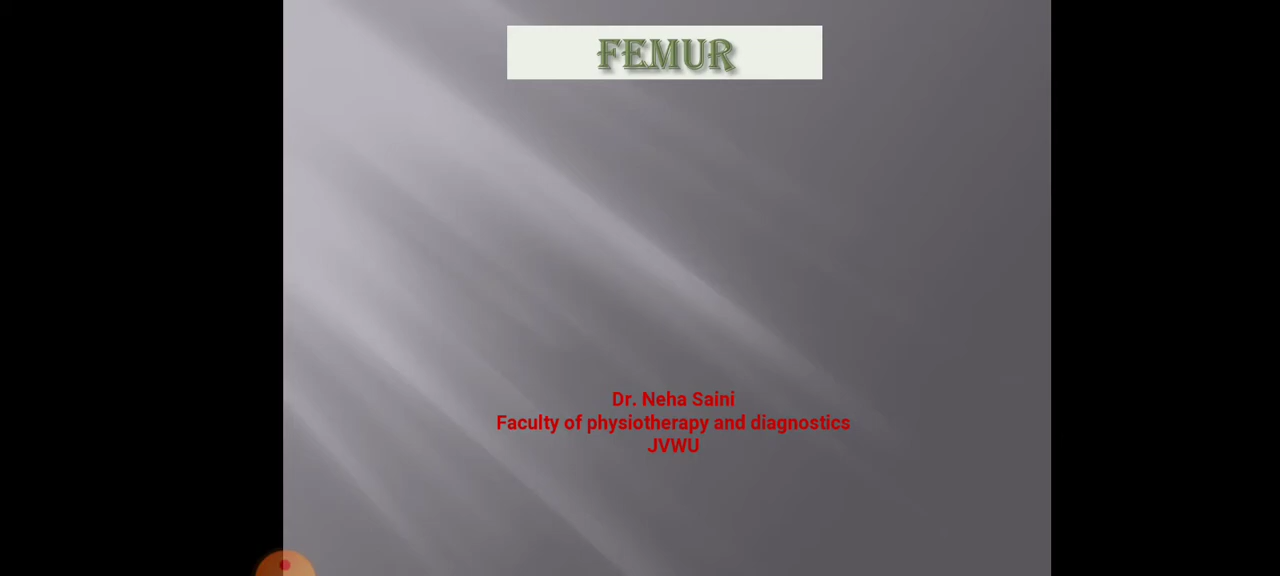 FEMUR
Dr. Neha Saini
Faculty of physiotherapy and diagnostics
JVWU